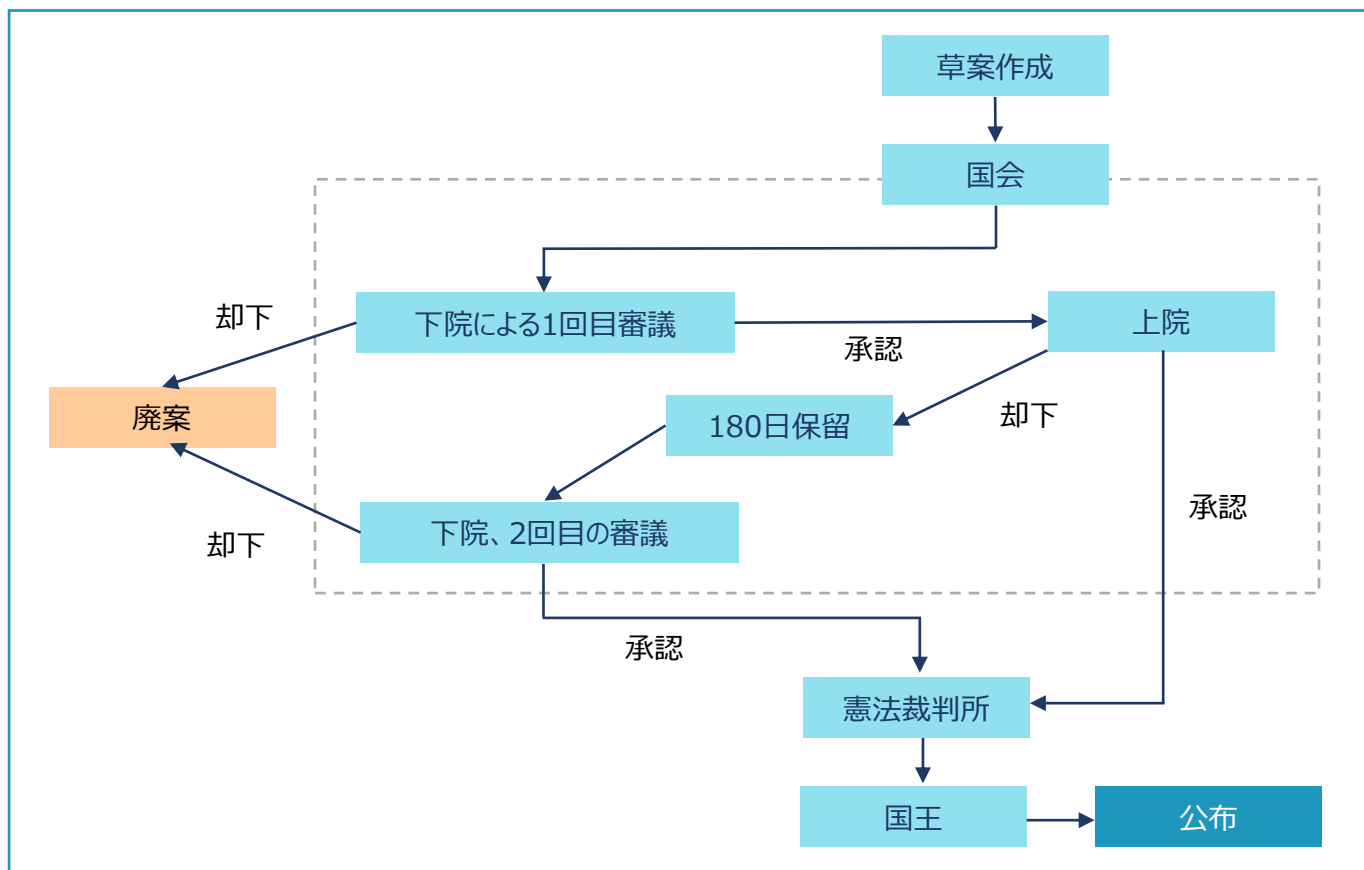 草案作成
国会
却下
下院による1回目審議
承認
上院
廃案
180日保留
却下
却下
下院、2回目の審議
承認
承認
憲法裁判所
国王
公布